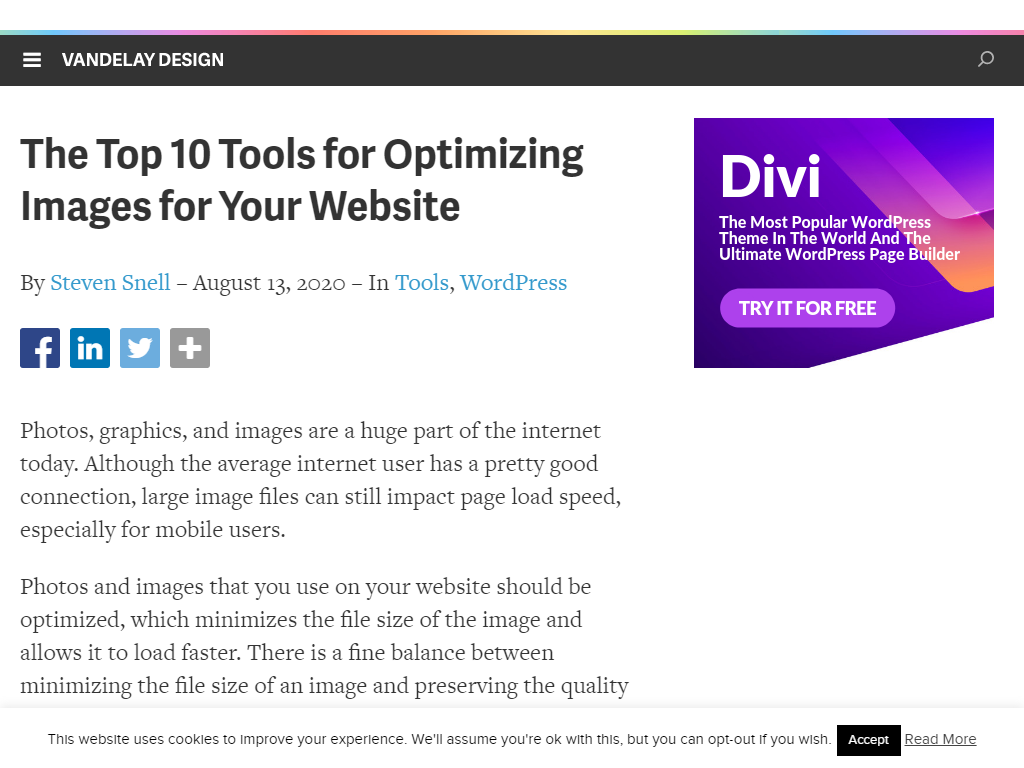 VANDELAY DESIGN
The Top 10 Tools for Optimizing
Images for Your Website
By Steven Snell – August 13, 2020 – In Tools, WordPress
Photos, graphics, and images are a huge part of the internet
today. Although the average internet user has a pretty good
connection, large image files can still impact page load speed,
especially for mobile users.
Photos and images that you use on your website should be
optimized, which minimizes the file size of the image and
allows it to load faster. There is a fine balance between
minimizing the file size of an image and preserving the quality
Divi
The Most Popular WordPress
Theme In The World And The
Ultimate WordPress Page Builder
TRY IT FOR FREE
This website uses cookies to improve your experience. We'll assume you're ok with this, but you can opt-out if you wish. Accept Read More